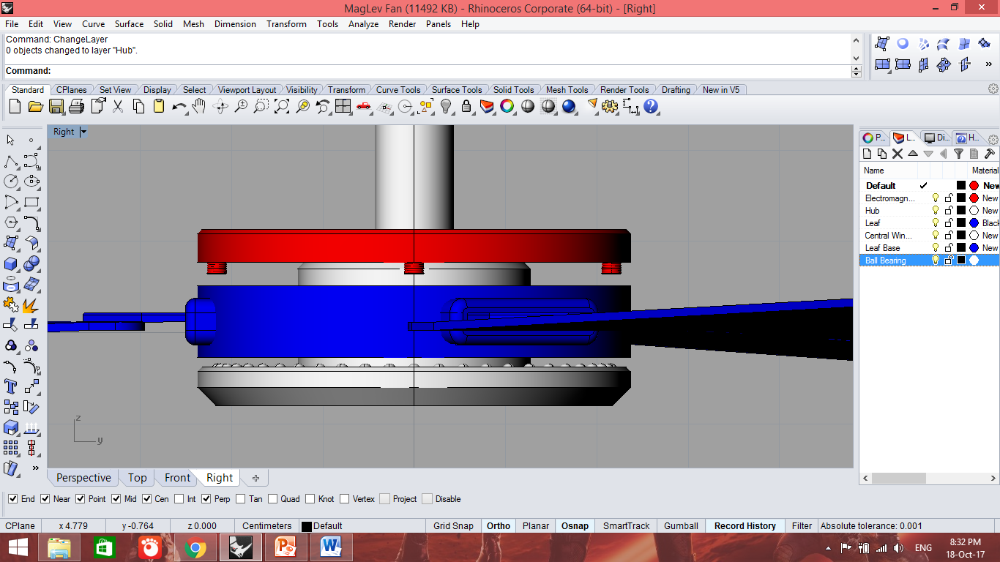 MagLev Fan (11492 KB) - Rhinoceros Corporate (64-bit) - [Right]
File Edit View Curve Surface Solid Mesh Dimension Transform Tools Analyze Render Panels Help
Command: ChangeLayer
0 objects changed to layer "Hub".
Command:
Standard CPlanes Set View Display Select Viewport Layout Visibility Transform Curve Tools Surface Tools Solid Tools Mesh Tools Render Tools Drafting New in V5
Right
P... L... Di... H...
Name Material
Default New
Electromagn... New
Hub New
Leaf Black
Central Win... New
Leaf Base New
Ball Bearing
z
y
Perspective Top Front Right
End Near Point Mid Cen Int Perp Tan Quad Knot Vertex Project Disable
CPlane x 4.779 y -0.764 z 0.000 Centimeters Default Grid Snap Ortho Planar Osnap SmartTrack Gumball Record History Filter Absolute tolerance: 0.001
ENG
8:32 PM
18-Oct-17